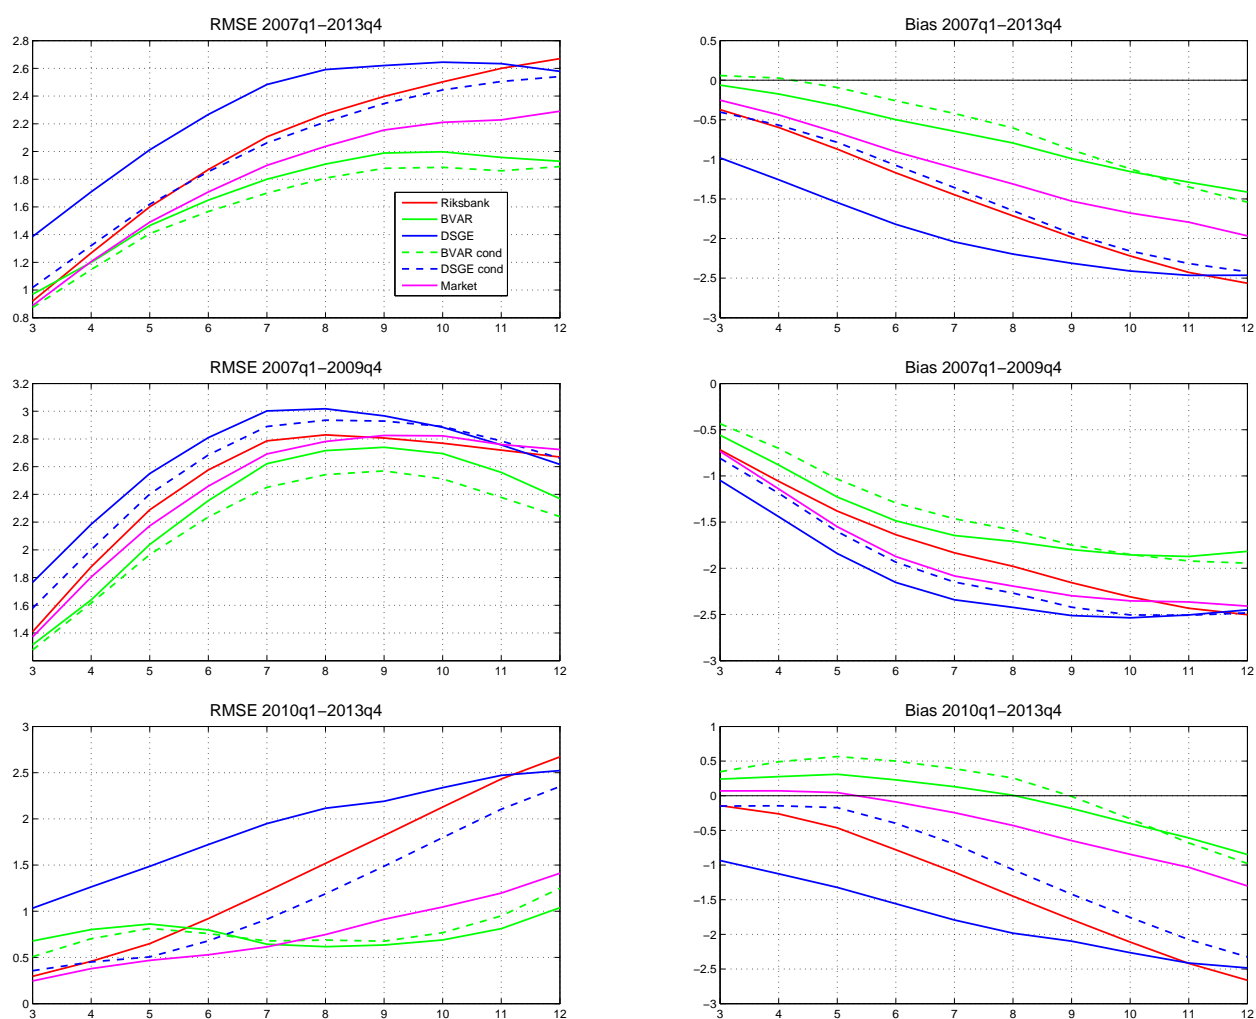 RMSE 2007q1−2013q4
2.8
2.6
2.4
2.2
2
1.8
1.6
1.4
1.2
1
0.8
3 4 5 6 7 8 9 10 11 12
Riksbank
BVAR
DSGE
BVAR cond
DSGE cond
Market
Bias 2007q1−2013q4
0.5
0
−0.5
−1
−1.5
−2
−2.5
−3
3 4 5 6 7 8 9 10 11 12
RMSE 2007q1−2009q4
3.2
3
2.8
2.6
2.4
2.2
2
1.8
1.6
1.4
3 4 5 6 7 8 9 10 11 12
Bias 2007q1−2009q4
0
−0.5
−1
−1.5
−2
−2.5
−3
3 4 5 6 7 8 9 10 11 12
RMSE 2010q1−2013q4
3
2.5
2
1.5
1
0.5
0
3 4 5 6 7 8 9 10 11 12
Bias 2010q1−2013q4
1
0.5
0
−0.5
−1
−1.5
−2
−2.5
−3
3 4 5 6 7 8 9 10 11 12